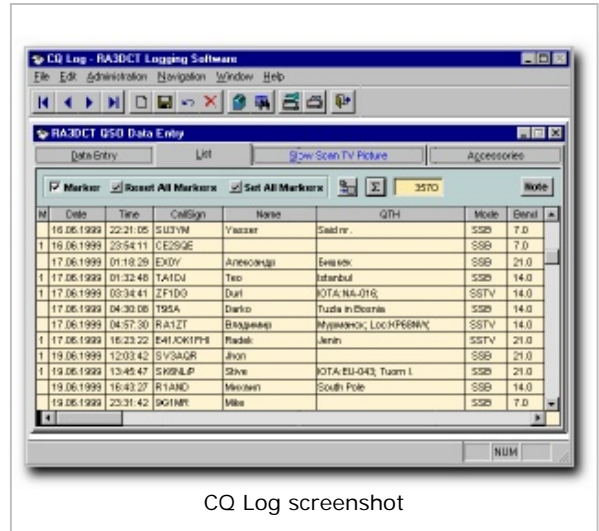 CQ Log - RA3DCT Logging Software
File Edit Administration Navigation Window Help
RA3DCT QSO Data Entry
Data Entry List Slow Scan TV Picture Accessories
Marker Reset All Markers Set All Markers Σ 3570 Note
M Date Time CallSign Name QTH Mode Band
16.06.1999 22:21:05 SU3YM Yasser Said nr. SSB 7.0
1 16.06.1999 23:54:11 CE2SQE SSB 7.0
17.06.1999 01:18:29 EX0Y Александр Бишкек SSB 21.0
1 17.06.1999 01:32:48 TA1DJ Teo Istanbul SSB 14.0
1 17.06.1999 03:34:41 ZF1DG Duri IOTA:NA-016; SSTV 14.0
17.06.1999 04:30:08 T95A Darko Tuzla in Bosnia SSB 14.0
17.06.1999 04:57:30 RA1ZT Владимир Мурманск; Loc:KP68NW; SSTV 14.0
1 17.06.1999 16:23:22 E41/OK1FHI Radek Jenin SSTV 21.0
1 19.06.1999 12:03:42 SV3AQR Jhon SSB 21.0
1 19.06.1999 13:45:47 Stive IOTA:EU-043; I. SSB 21.0
19.06.1999 16:43:27 R1AND Михаил South Pole SSB 14.0
19.06.1999 23:31:42 9G1MR Mike SSB 7.0
NUM
CQ Log screenshot